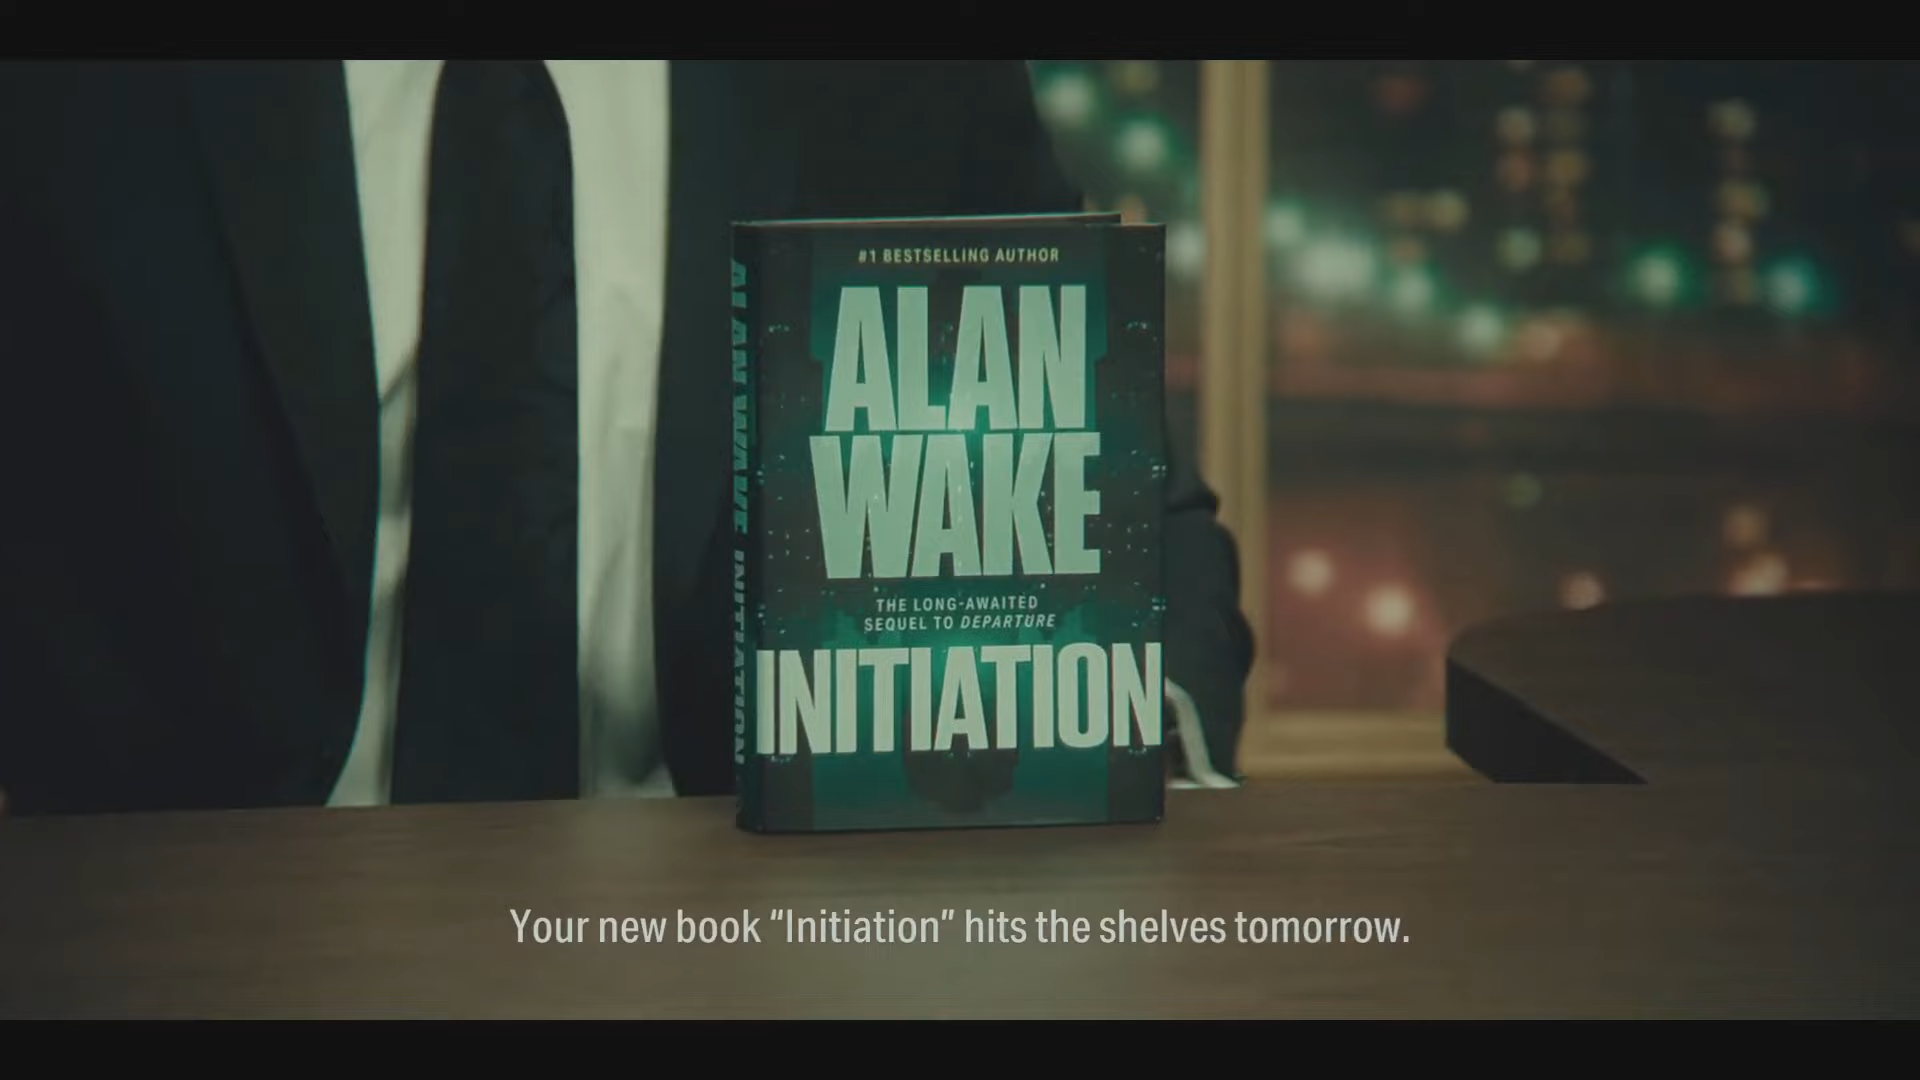 #1 BESTSELLING AUTHOR
ALAN
WAKE
THE LONG-AWAITED
SEQUEL TO DEPARTURE
INITIATION
ALAN WAKE INITIATION
Your new book “Initiation” hits the shelves tomorrow.